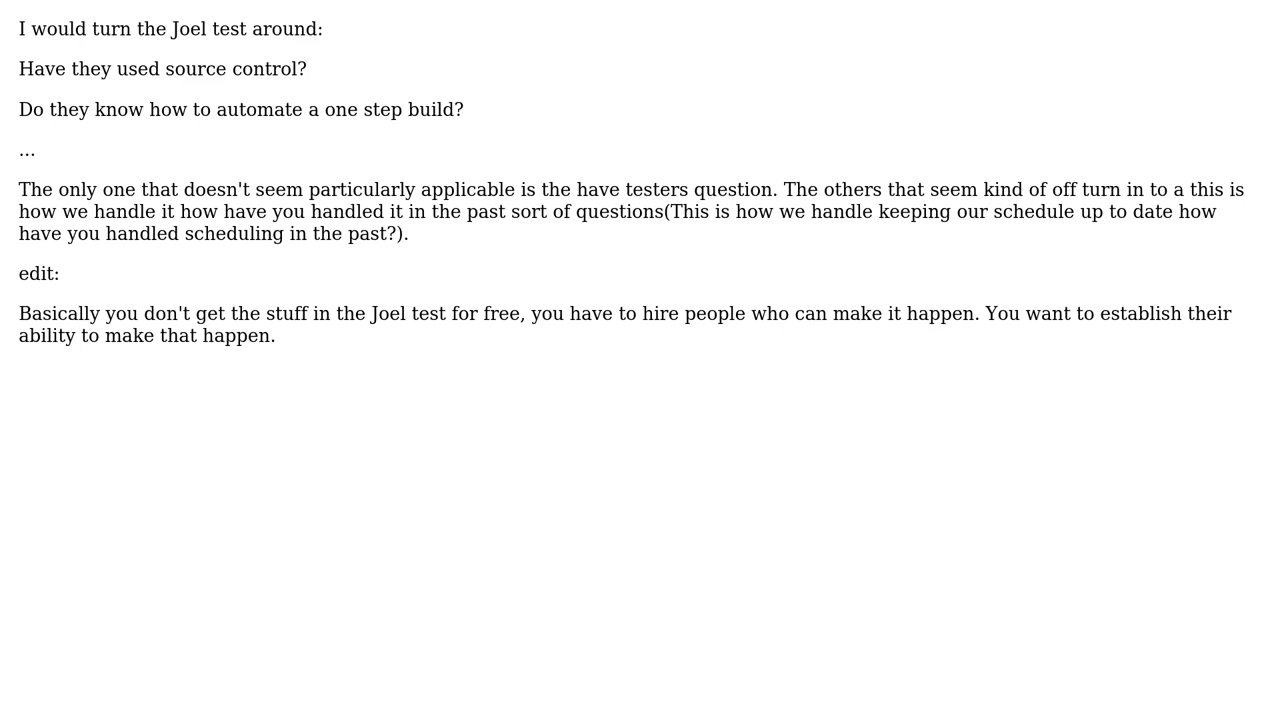 I would turn the Joel test around:
Have they used source control?
Do they know how to automate a one step build?
...
The only one that doesn't seem particularly applicable is the have testers question. The others that seem kind of off turn in to a this is
how we handle it how have you handled it in the past sort of questions(This is how we handle keeping our schedule up to date how
have you handled scheduling in the past?).
edit:
Basically you don't get the stuff in the Joel test for free, you have to hire people who can make it happen. You want to establish their
ability to make that happen.